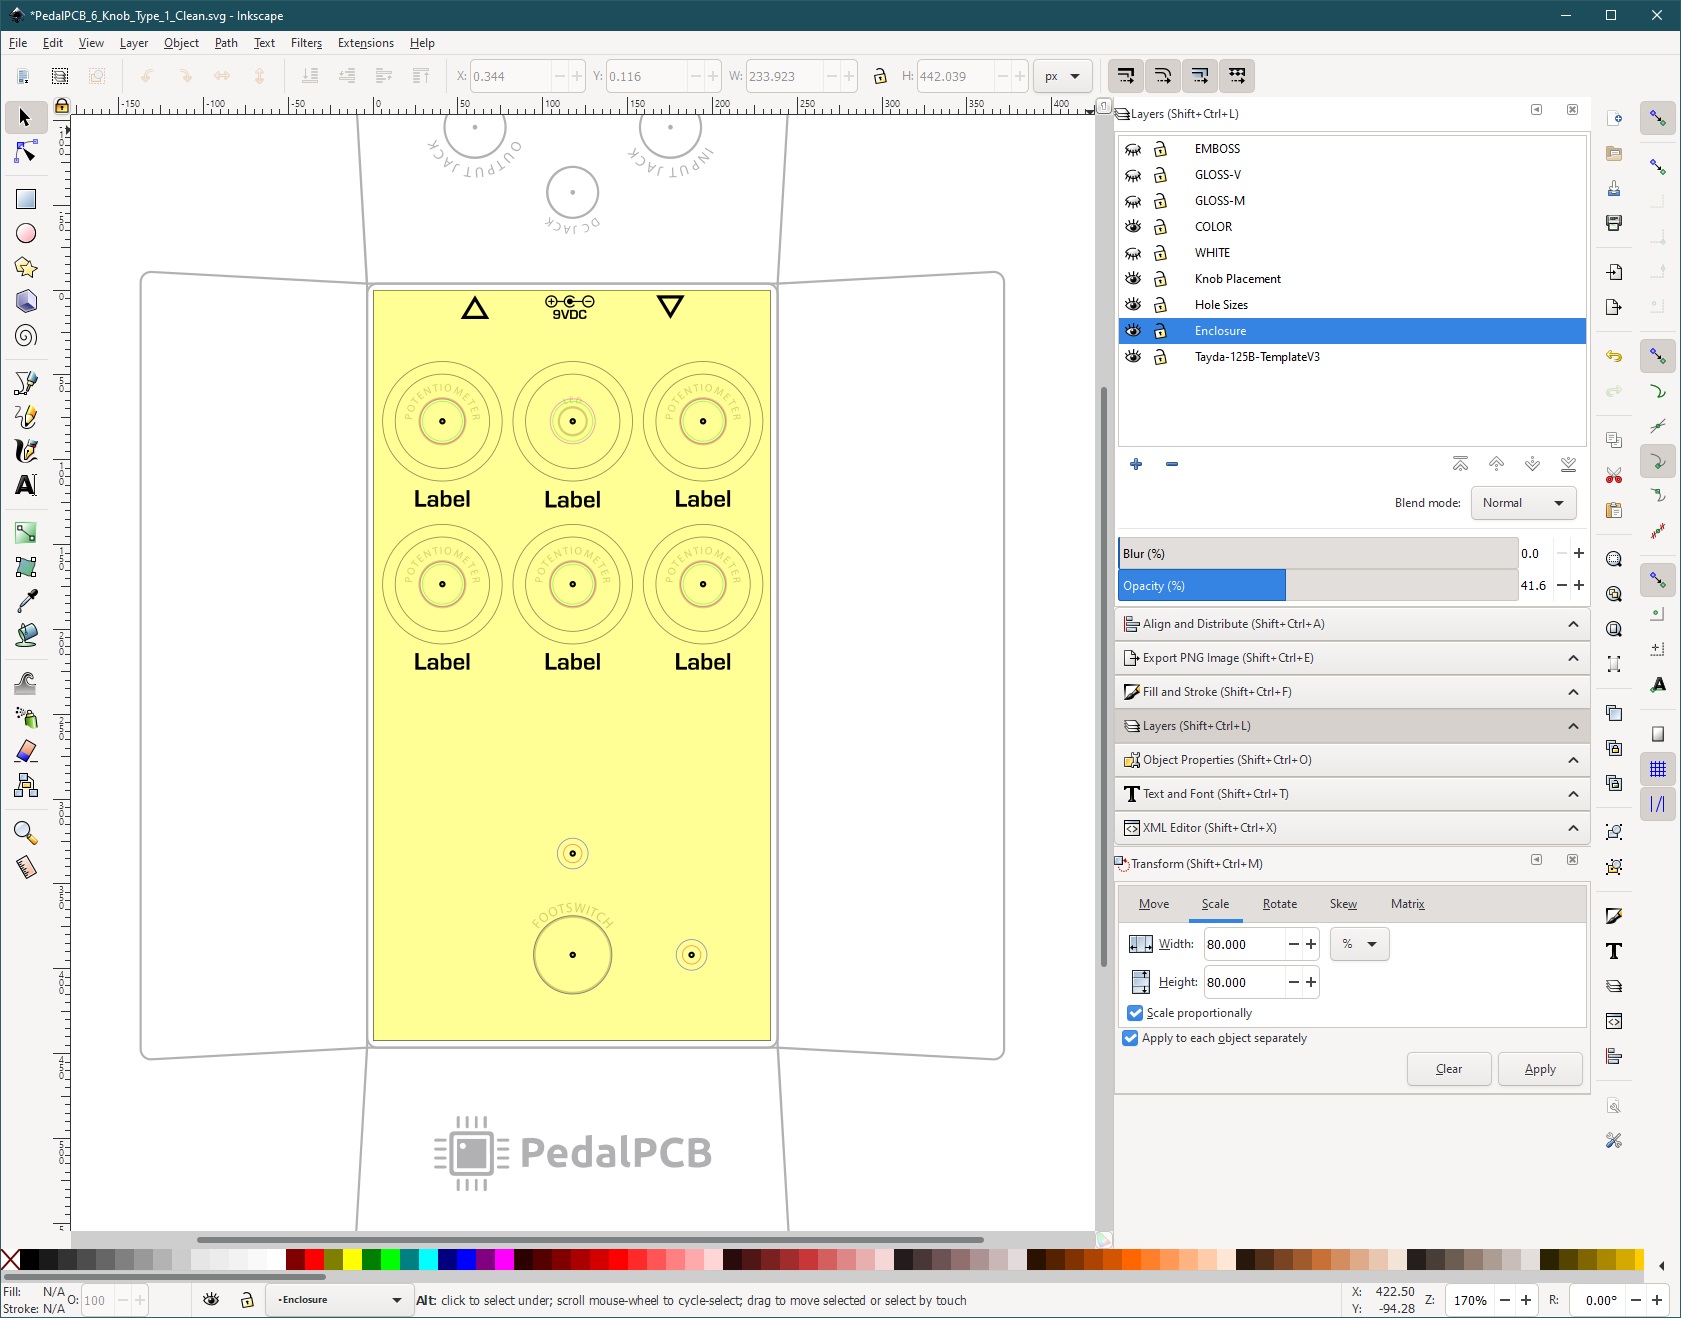 *PedalPCB_6_Knob_Type_1_Clean.svg - Inkscape
File Edit View Layer Object Path Text Filters Extensions Help
X: 0.344 Y: 0.116 W: 233.923 H: 442.039 px
-150 -100 -50 0 50 100 150 200 250 300 350 400
Layers (Shift+Ctrl+L)
EMBOSS
GLOSS-V
GLOSS-M
COLOR
WHITE
Knob Placement
Hole Sizes
Enclosure
Tayda-125B-TemplateV3
Blend mode: Normal
Blur (%) 0.0
Opacity (%) 41.6
Align and Distribute (Shift+Ctrl+A)
Export PNG Image (Shift+Ctrl+E)
Fill and Stroke (Shift+Ctrl+F)
Layers (Shift+Ctrl+L)
Object Properties (Shift+Ctrl+O)
Text and Font (Shift+Ctrl+T)
XML Editor (Shift+Ctrl+X)
Transform (Shift+Ctrl+M)
Move Scale Rotate Skew Matrix
Width: 80.000 %
Height: 80.000
Scale proportionally
Apply to each object separately
Clear Apply
OUTPUT JACK
INPUT JACK
DC JACK
9VDC
POTENTIOMETER LED POTENTIOMETER
Label Label Label
POTENTIOMETER POTENTIOMETER POTENTIOMETER
Label Label Label
FOOTSWITCH
PedalPCB
Fill: N/A
Stroke: N/A
O: 100
•Enclosure
Alt: click to select under; scroll mouse-wheel to cycle-select; drag to move selected or select by touch
X: 422.50
Y: -94.28
Z: 170% R: 0.00°